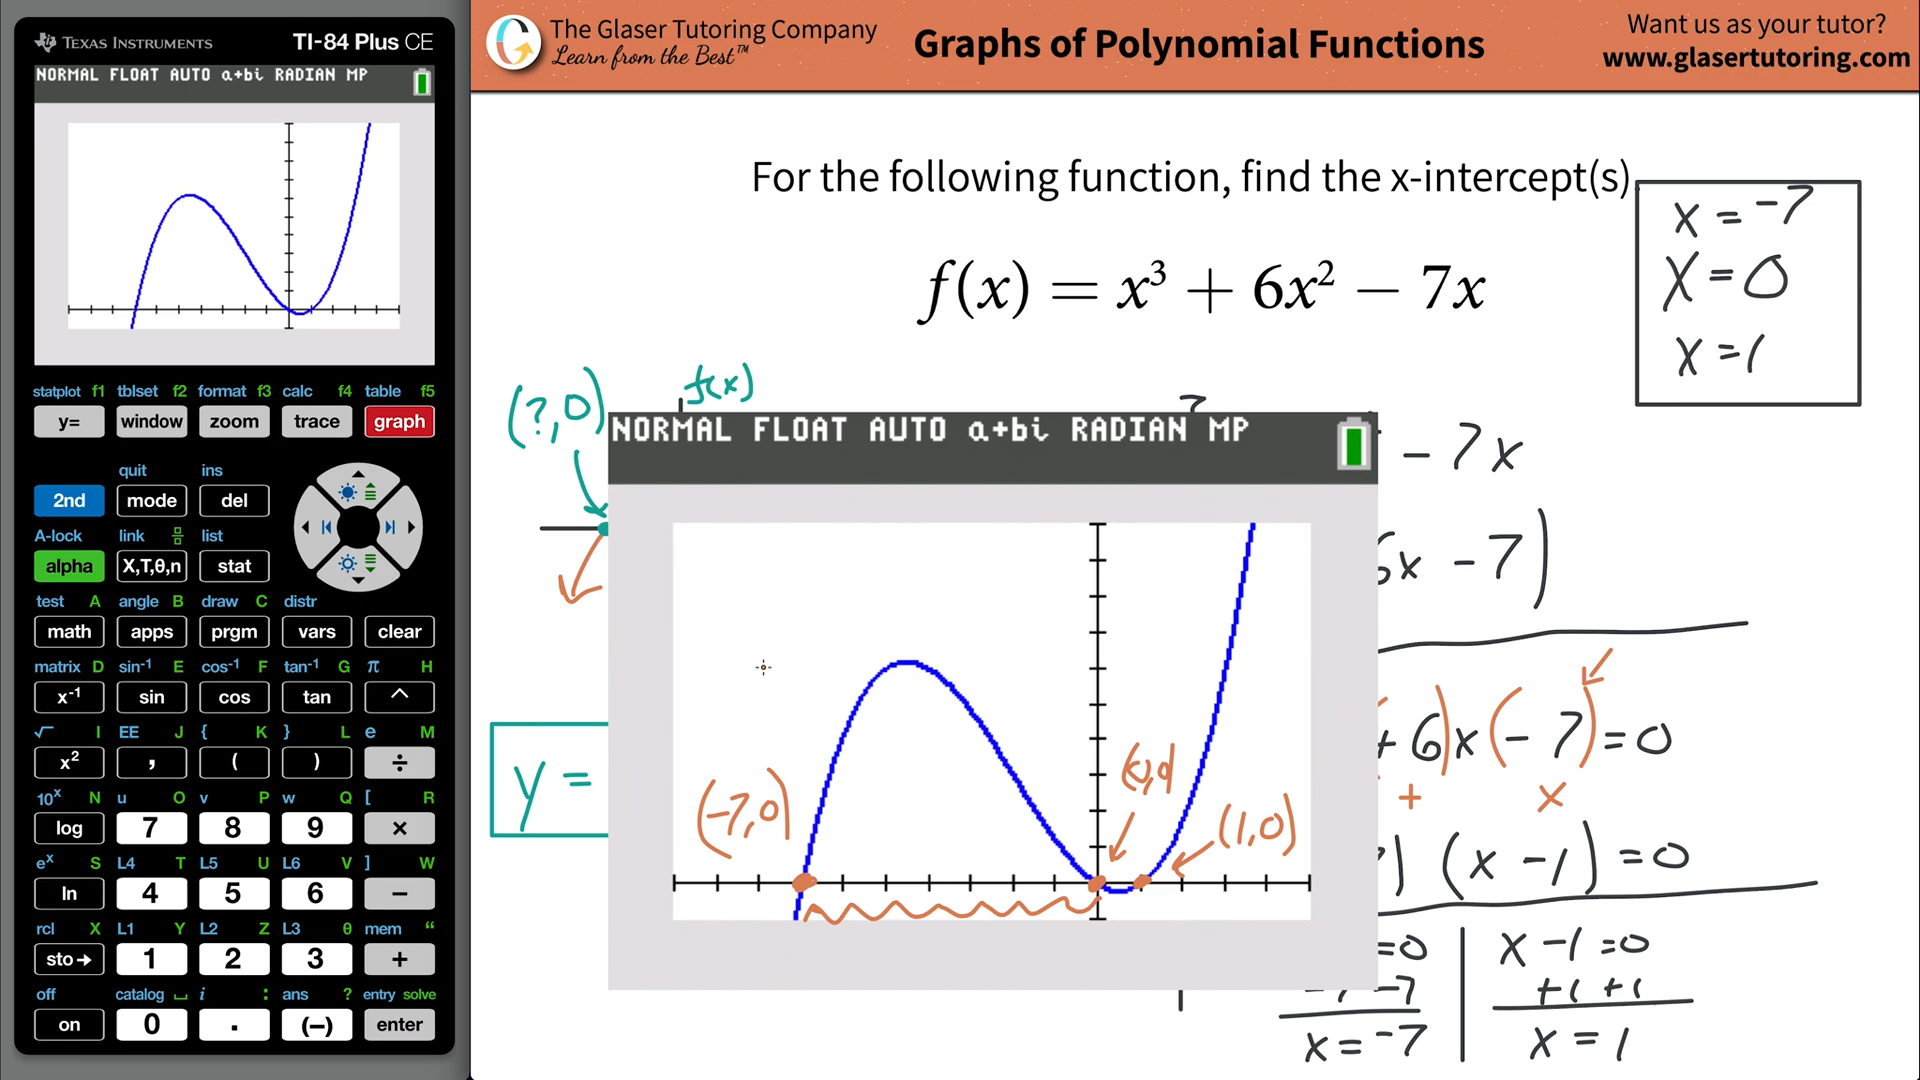 TEXAS INSTRUMENTS
TI-84 Plus CE
NORMAL FLOAT AUTO a+bi RADIAN MP
statplot f1 tblset f2 format f3 calc f4 table f5
y= window zoom trace graph
quit ins
2nd mode del
A-lock link list
alpha X,T,θ,n stat
test A angle B draw C distr
math apps prgm vars clear
matrix D sin⁻¹ E cos⁻¹ F tan⁻¹ G π H
x⁻¹ sin cos tan ^
√ I EE J { K } L e M
x² , ( ) ÷
10ˣ N u O v P w Q [ R
log 7 8 9 ×
eˣ S L4 T L5 U L6 V ] W
ln 4 5 6 −
rcl X L1 Y L2 Z L3 θ mem “
sto→ 1 2 3 +
off catalog i : ans ? entry solve
on 0 . (−) enter
The Glaser Tutoring Company
Learn from the Best™
Graphs of Polynomial Functions
Want us as your tutor?
www.glasertutoring.com
For the following function, find the x-intercept(s)
f(x) = x³ + 6x² − 7x
x = -7
x = 0
x = 1
(?,0)
f(x)
NORMAL FLOAT AUTO a+bi RADIAN MP
(-7,0)
(1,0)
y =
- 7x
6x - 7)
+ 6)x(- 7) = 0
+ x
) (x - 1) = 0
=0
-7 -7
x = -7
x - 1 = 0
+1 +1
x = 1